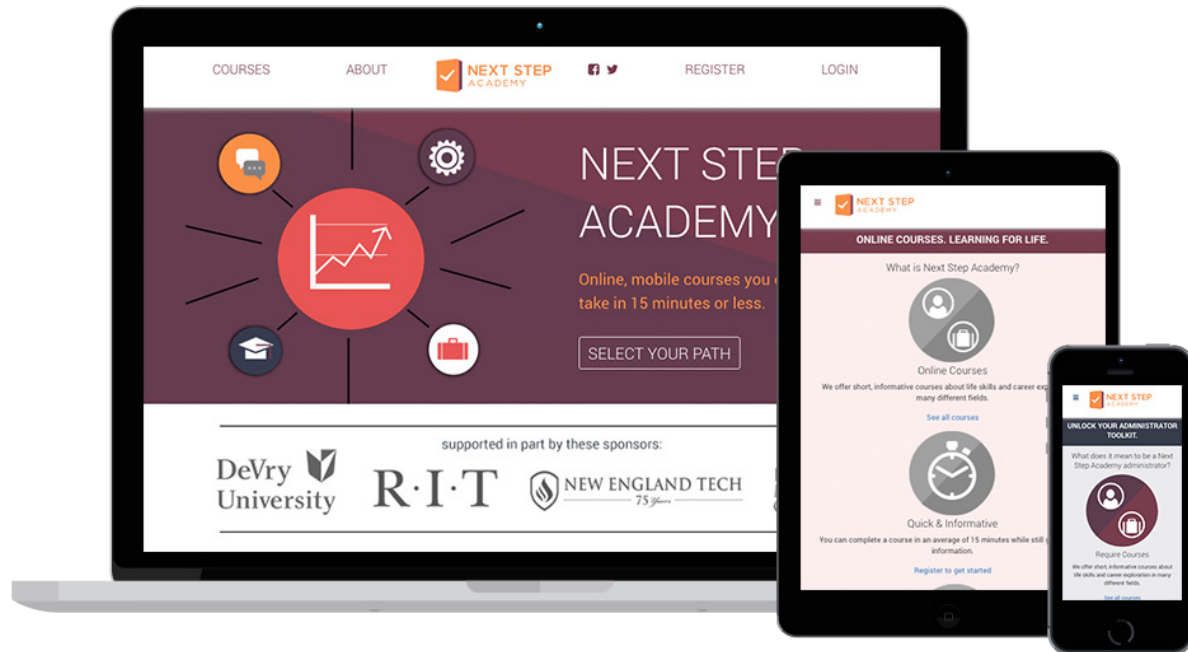 COURSES
ABOUT
NEXT STEP
ACADEMY
REGISTER
LOGIN
NEXT STEP
ACADEMY
Online, mobile courses you
take in 15 minutes or less.
SELECT YOUR PATH
supported in part by these sponsors:
DeVry
University
R·I·T
NEW ENGLAND TECH
75 Years
NEXT STEP
ACADEMY
ONLINE COURSES. LEARNING FOR LIFE.
What is Next Step Academy?
Online Courses
We offer short, informative courses about life skills and career
many different fields.
See all courses
Quick & Informative
You can complete a course in an average of 15 minutes while still
information.
Register to get started
NEXT STEP
ACADEMY
UNLOCK YOUR ADMINISTRATOR
TOOLKIT.
What does it mean to be a Next
Step Academy administrator?
Require Courses
We offer short, informative courses about
life skills and career exploration in many
different fields.
See all courses